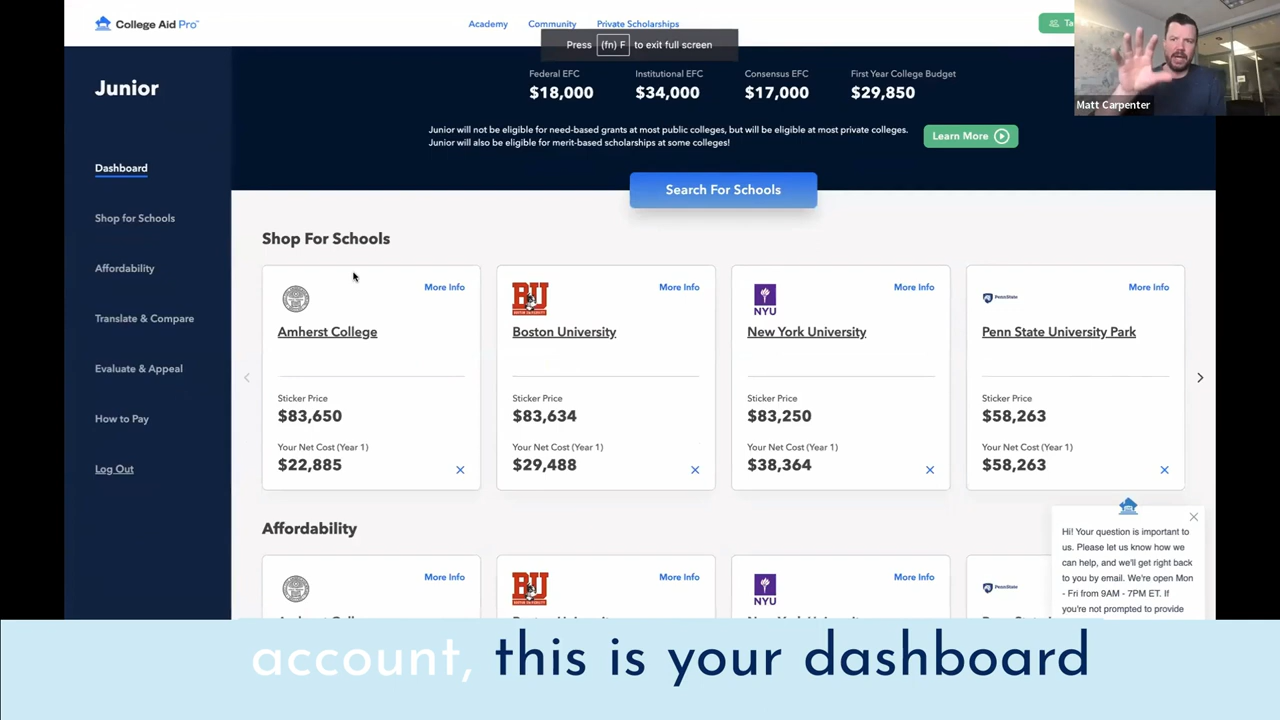 College Aid Pro™
Academy
Community
Private Scholarships
Press (fn) F to exit full screen
Matt Carpenter
Junior
Federal EFC
$18,000
Institutional EFC
$34,000
Consensus EFC
$17,000
First Year College Budget
$29,850
Junior will not be eligible for need-based grants at most public colleges, but will be eligible at most private colleges.
Junior will also be eligible for merit-based scholarships at some colleges!
Learn More
Search For Schools
Dashboard
Shop for Schools
Affordability
Translate & Compare
Evaluate & Appeal
How to Pay
Log Out
Shop For Schools
More Info
Amherst College
Sticker Price
$83,650
Your Net Cost (Year 1)
$22,885
More Info
BU
BOSTON UNIVERSITY
Boston University
Sticker Price
$83,634
Your Net Cost (Year 1)
$29,488
More Info
NYU
New York University
Sticker Price
$83,250
Your Net Cost (Year 1)
$38,364
More Info
PennState
Penn State University Park
Sticker Price
$58,263
Your Net Cost (Year 1)
$58,263
Affordability
More Info
More Info
BU
More Info
NYU
PennState
Hi! Your question is important to
us. Please let us know how we
can help, and we'll get right back
to you by email. We're open Mon
- Fri from 9AM - 7PM ET. If
you're not prompted to provide
account, this is your dashboard